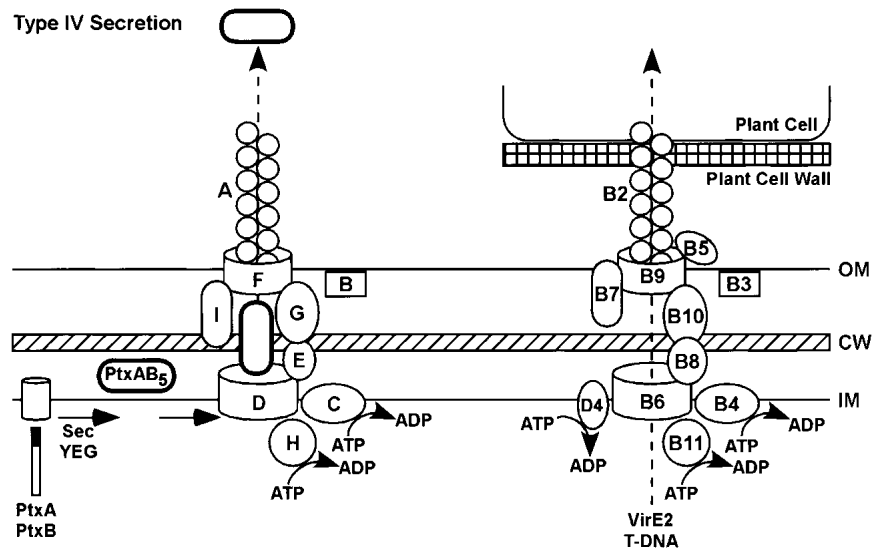 Type IV Secretion
Plant Cell
Plant Cell Wall
A
B2
B5
F
B
B9
B3
OM
I
G
B7
B10
CW
PtxAB5
E
B8
D
C
D4
B6
B4
IM
Sec
YEG
ADP
ATP
H
ADP
ATP
ATP
ADP
ADP
ATP
B11
ADP
ATP
PtxA
PtxB
VirE2
T-DNA